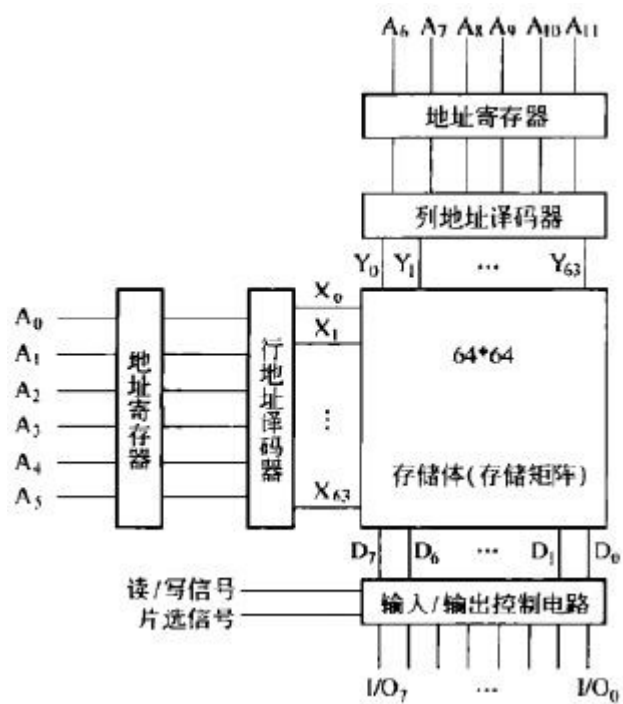 A₆ A₇ A₈ A₉ A₁₀ A₁₁
地址寄存器
列地址译码器
Y₀ Y₁ … Y₆₃
A₀
A₁
A₂
A₃
A₄
A₅
地址寄存器
行地址译码器
X₀
X₁
⋮
X₆₃
64*64
存储体(存储矩阵)
D₇ D₆ … D₁ D₀
读/写信号
片选信号
输入/输出控制电路
I/O₇ … I/O₀